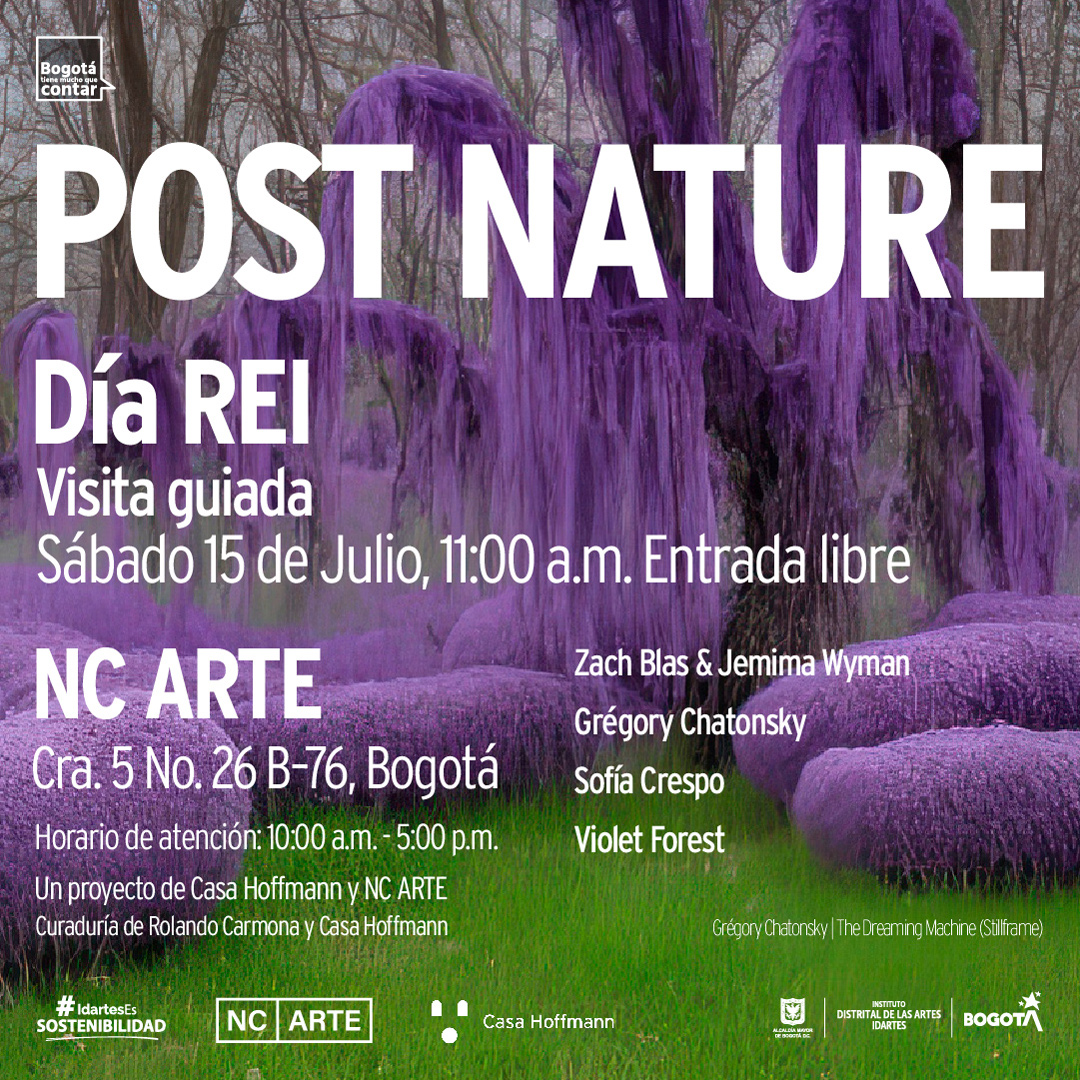 Bogotá
tiene mucho que
contar
POST NATURE
Día REI
Visita guiada
Sábado 15 de Julio, 11:00 a.m. Entrada libre
NC ARTE
Cra. 5 No. 26 B-76, Bogotá
Horario de atención: 10:00 a.m. - 5:00 p.m.
Un proyecto de Casa Hoffmann y NC ARTE
Curaduría de Rolando Carmona y Casa Hoffmann
Zach Blas & Jemima Wyman
Grégory Chatonsky
Sofía Crespo
Violet Forest
Grégory Chatonsky | The Dreaming Machine (Stillframe)
#IdartesEs
SOSTENIBILIDAD
NC ARTE
Casa Hoffmann
ALCALDÍA MAYOR
DE BOGOTÁ D.C.
INSTITUTO
DISTRITAL DE LAS ARTES
IDARTES
BOGOTÁ